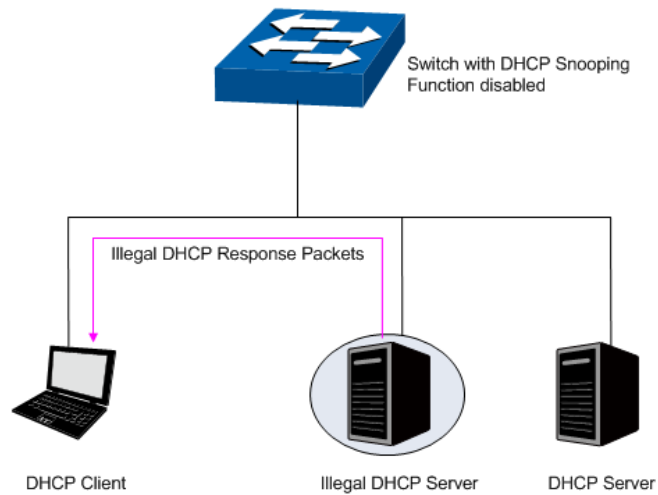 Switch with DHCP Snooping
Function disabled
Illegal DHCP Response Packets
DHCP Client
Illegal DHCP Server
DHCP Server